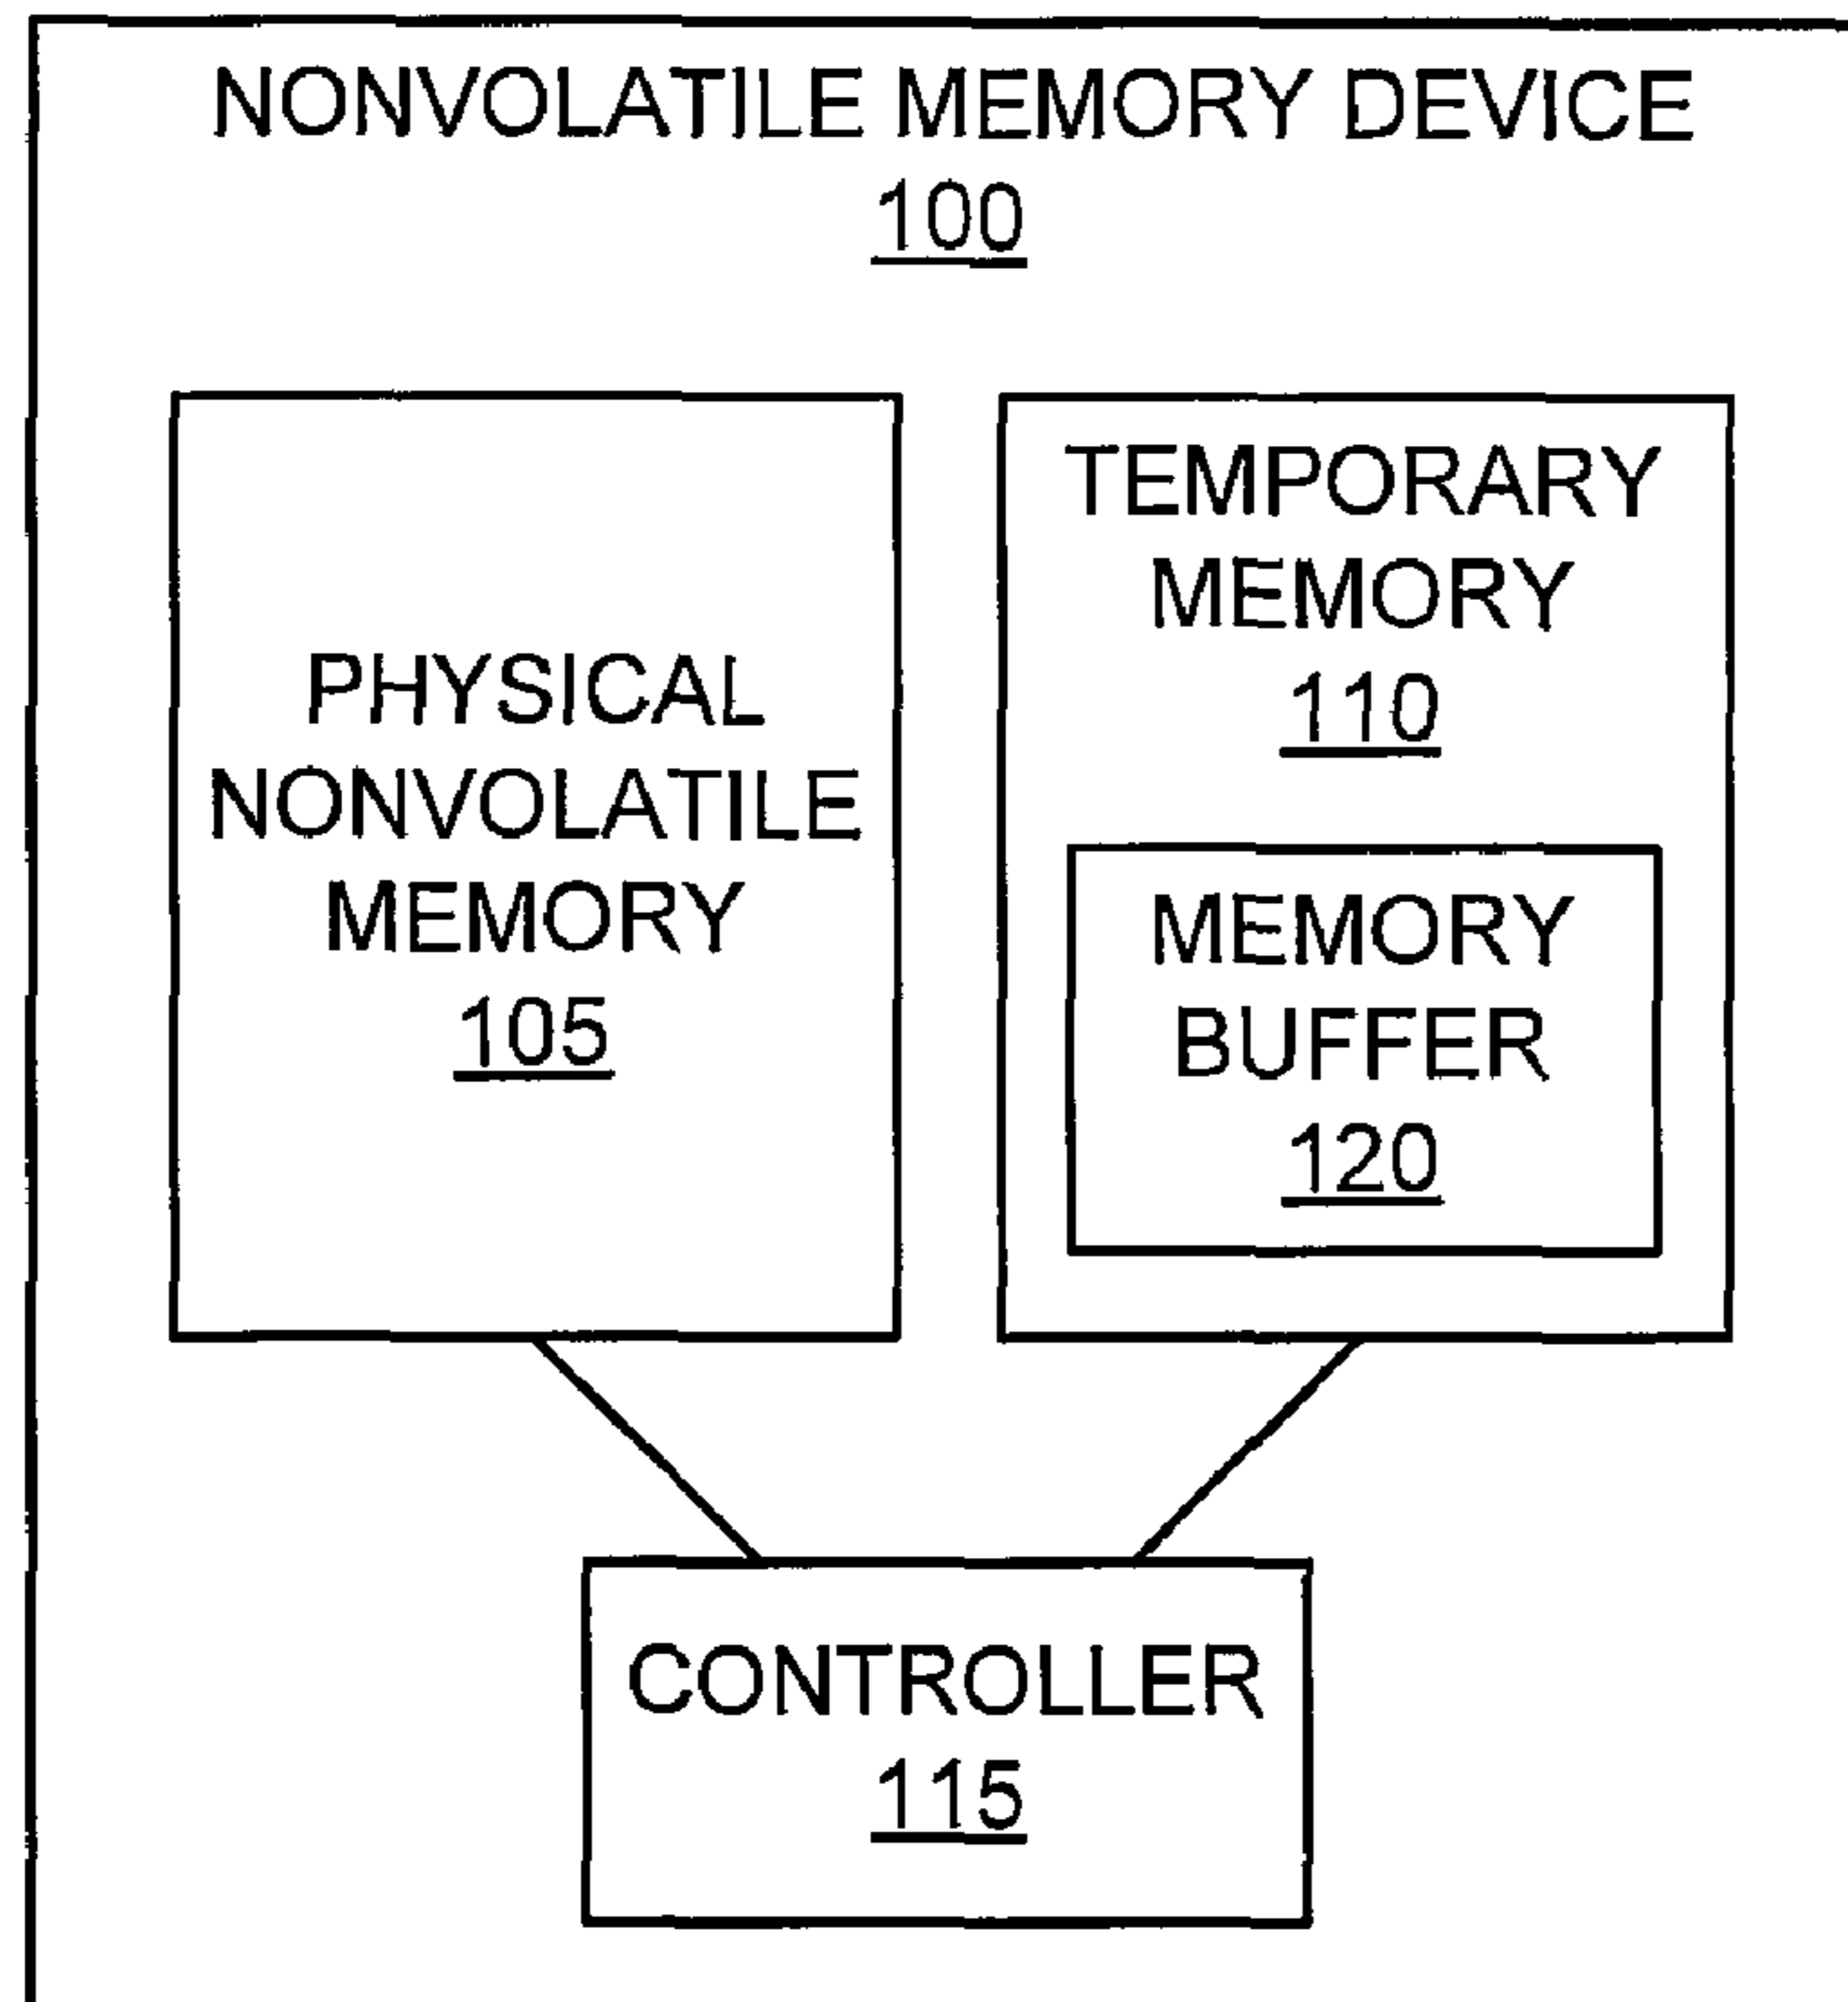 NONVOLATILE MEMORY DEVICE
100
PHYSICAL
NONVOLATILE
MEMORY
105
TEMPORARY
MEMORY
110
MEMORY
BUFFER
120
CONTROLLER
115